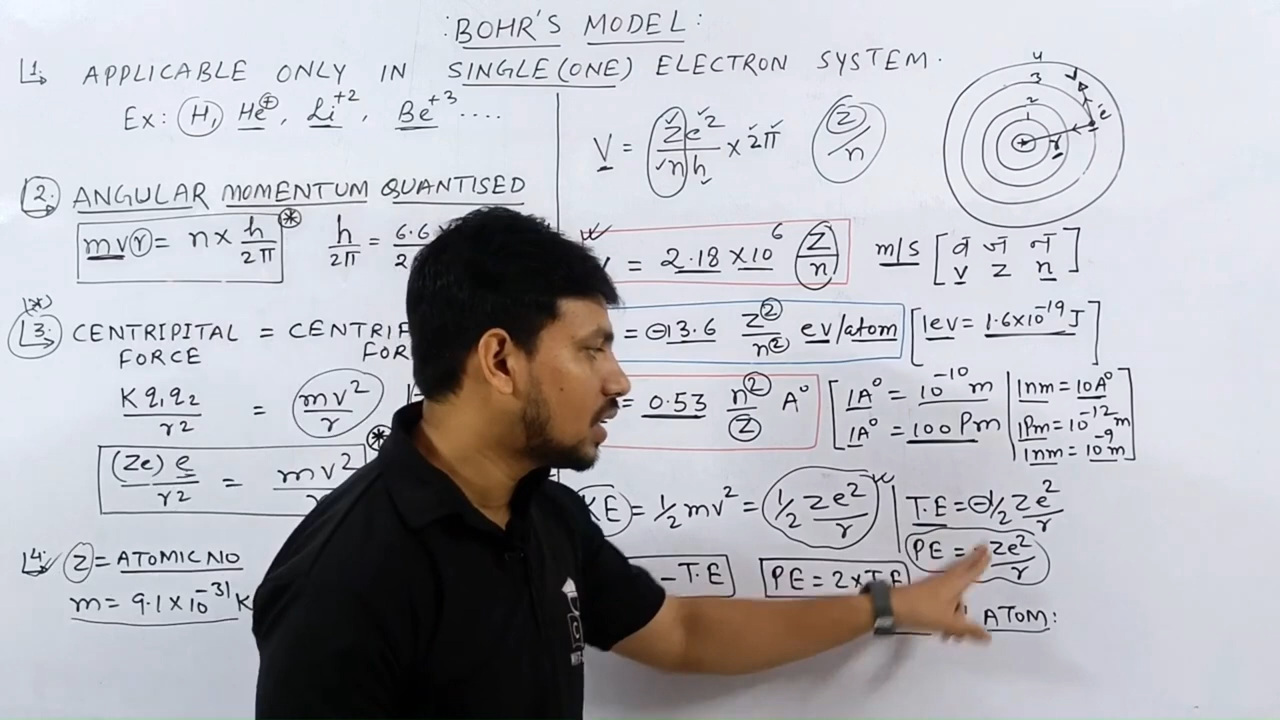 : BOHR'S MODEL :
1. APPLICABLE ONLY IN SINGLE (ONE) ELECTRON SYSTEM.
Ex: H, He⁺, Li⁺², Be⁺³ ....
V = Ze²/nh × 2π
Z/n
4
3
2
1
r
e⁻
2. ANGULAR MOMENTUM QUANTISED
mvr = n × h/2π
h/2π = 6.6
= 2.18 × 10⁶ Z/n m/s [ व ज न
V Z n ]
3. CENTRIPITAL = CENTRIF
FORCE FOR
= -13.6 Z²/n² ev/atom [1ev = 1.6×10⁻¹⁹ J]
Kq₁q₂/r² = mv²/r
= 0.53 n²/Z A° [1A° = 10⁻¹⁰ m
1A° = 100 Pm
1nm = 10A°
1Pm = 10⁻¹² m
1nm = 10⁻⁹ m]
(Ze) e/r² = mv²
KE = 1/2 mv² = 1/2 Ze²/r
T.E = -1/2 Ze²/r
PE = Ze²/r
- T.E
PE = 2 × T.E
4. Z = ATOMIC NO
m = 9.1 × 10⁻³¹ K
ATOM: